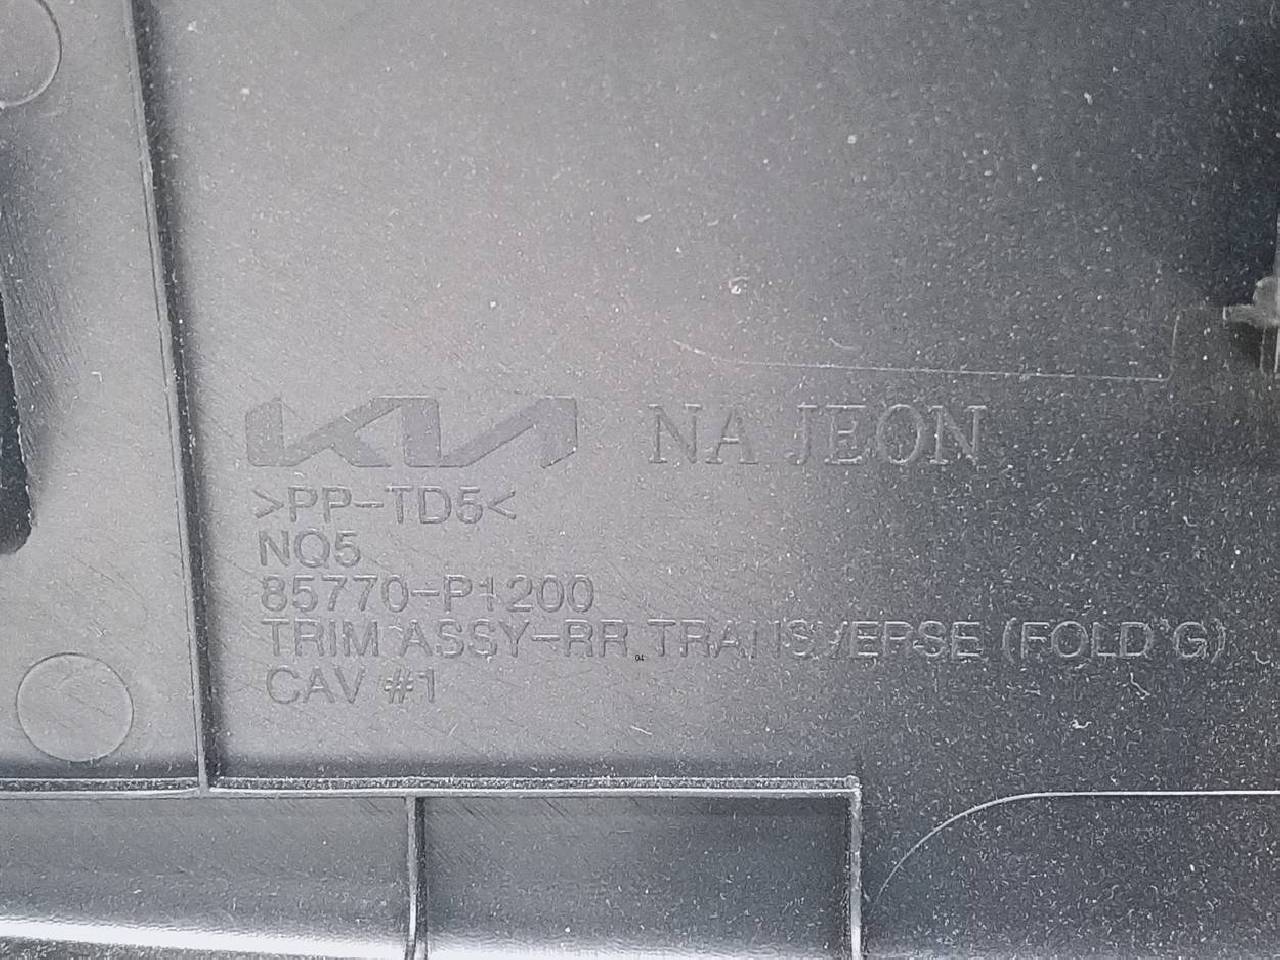 KIA NA JEON
>PP-TD5<
NQ5
85770-P1200
TRIM ASSY-RR TRANSVERSE (FOLD'G)
CAV #1